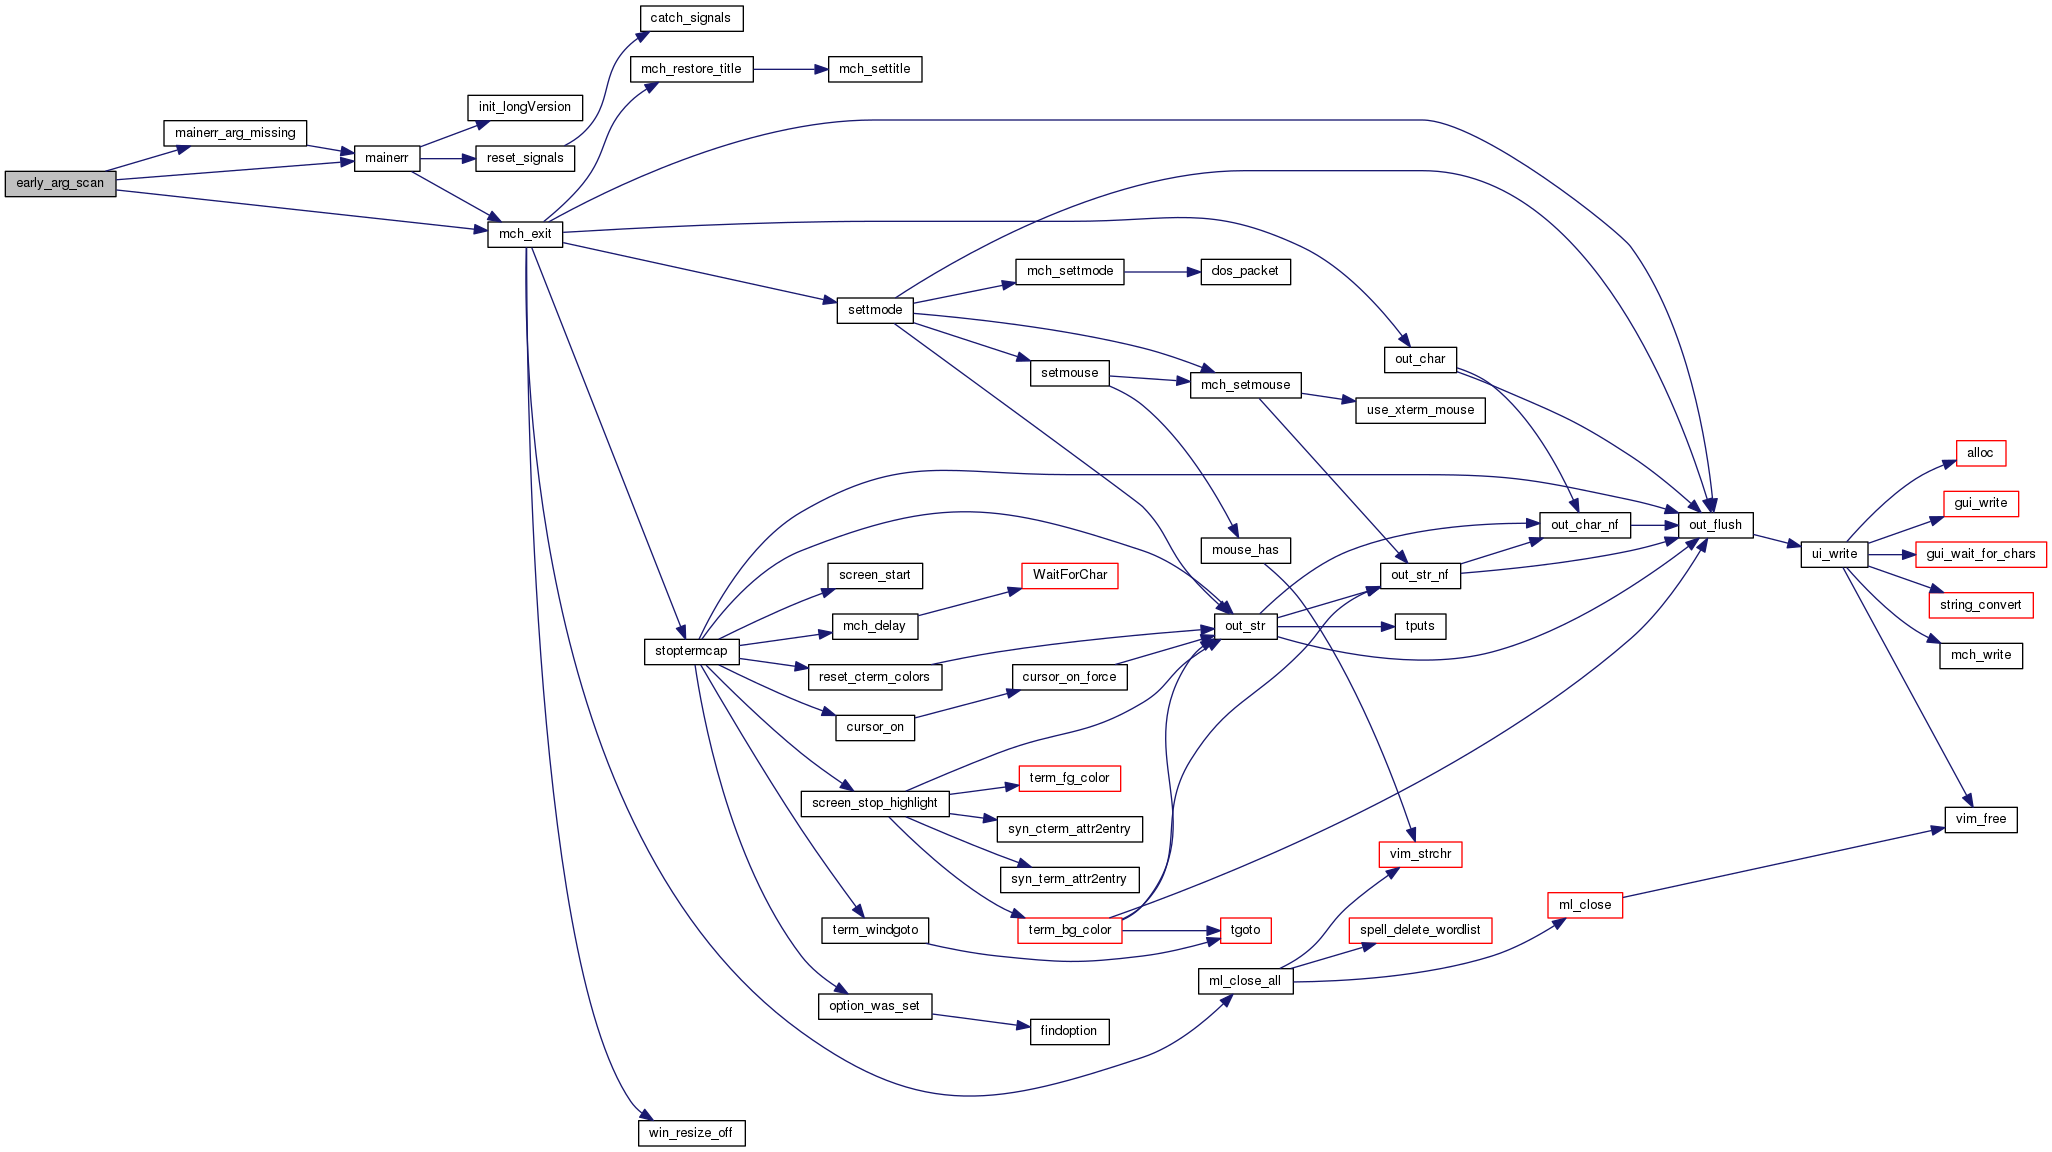 catch_signals
mch_restore_title
mch_settitle
init_longVersion
mainerr_arg_missing
mainerr
reset_signals
early_arg_scan
mch_exit
mch_settmode
dos_packet
settmode
out_char
setmouse
mch_setmouse
use_xterm_mouse
alloc
gui_write
out_char_nf
out_flush
mouse_has
ui_write
gui_wait_for_chars
screen_start
WaitForChar
out_str_nf
string_convert
mch_delay
out_str
tputs
stoptermcap
mch_write
reset_cterm_colors
cursor_on_force
cursor_on
term_fg_color
screen_stop_highlight
vim_free
syn_cterm_attr2entry
vim_strchr
syn_term_attr2entry
ml_close
term_windgoto
term_bg_color
tgoto
spell_delete_wordlist
ml_close_all
option_was_set
findoption
win_resize_off